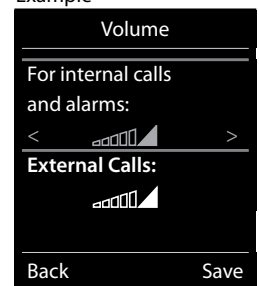 Example
Volume
For internal calls
and alarms:
< >
External Calls:
Back Save